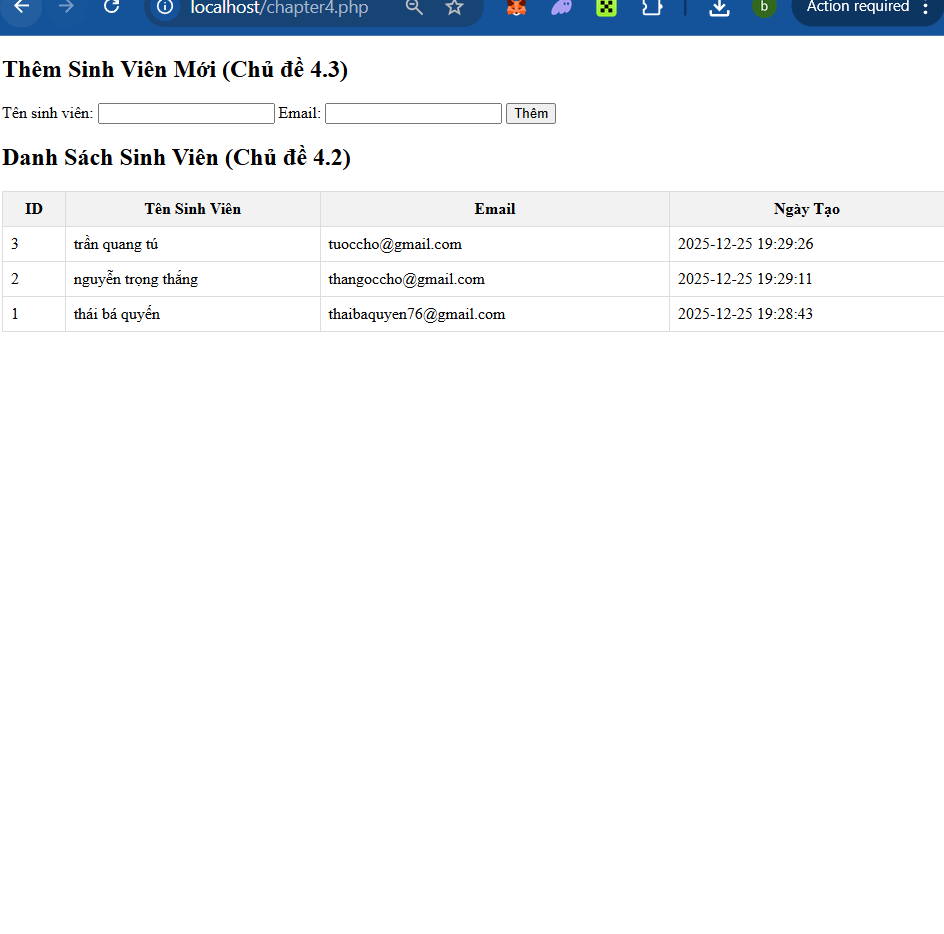 localhost/chapter4.php b Action required
Thêm Sinh Viên Mới (Chủ đề 4.3)
Tên sinh viên: Email: Thêm
Danh Sách Sinh Viên (Chủ đề 4.2)
ID Tên Sinh Viên Email Ngày Tạo
3 trần quang tú tuoccho@gmail.com 2025-12-25 19:29:26
2 nguyễn trọng thắng thangoccho@gmail.com 2025-12-25 19:29:11
1 thái bá quyến thaibaquyen76@gmail.com 2025-12-25 19:28:43